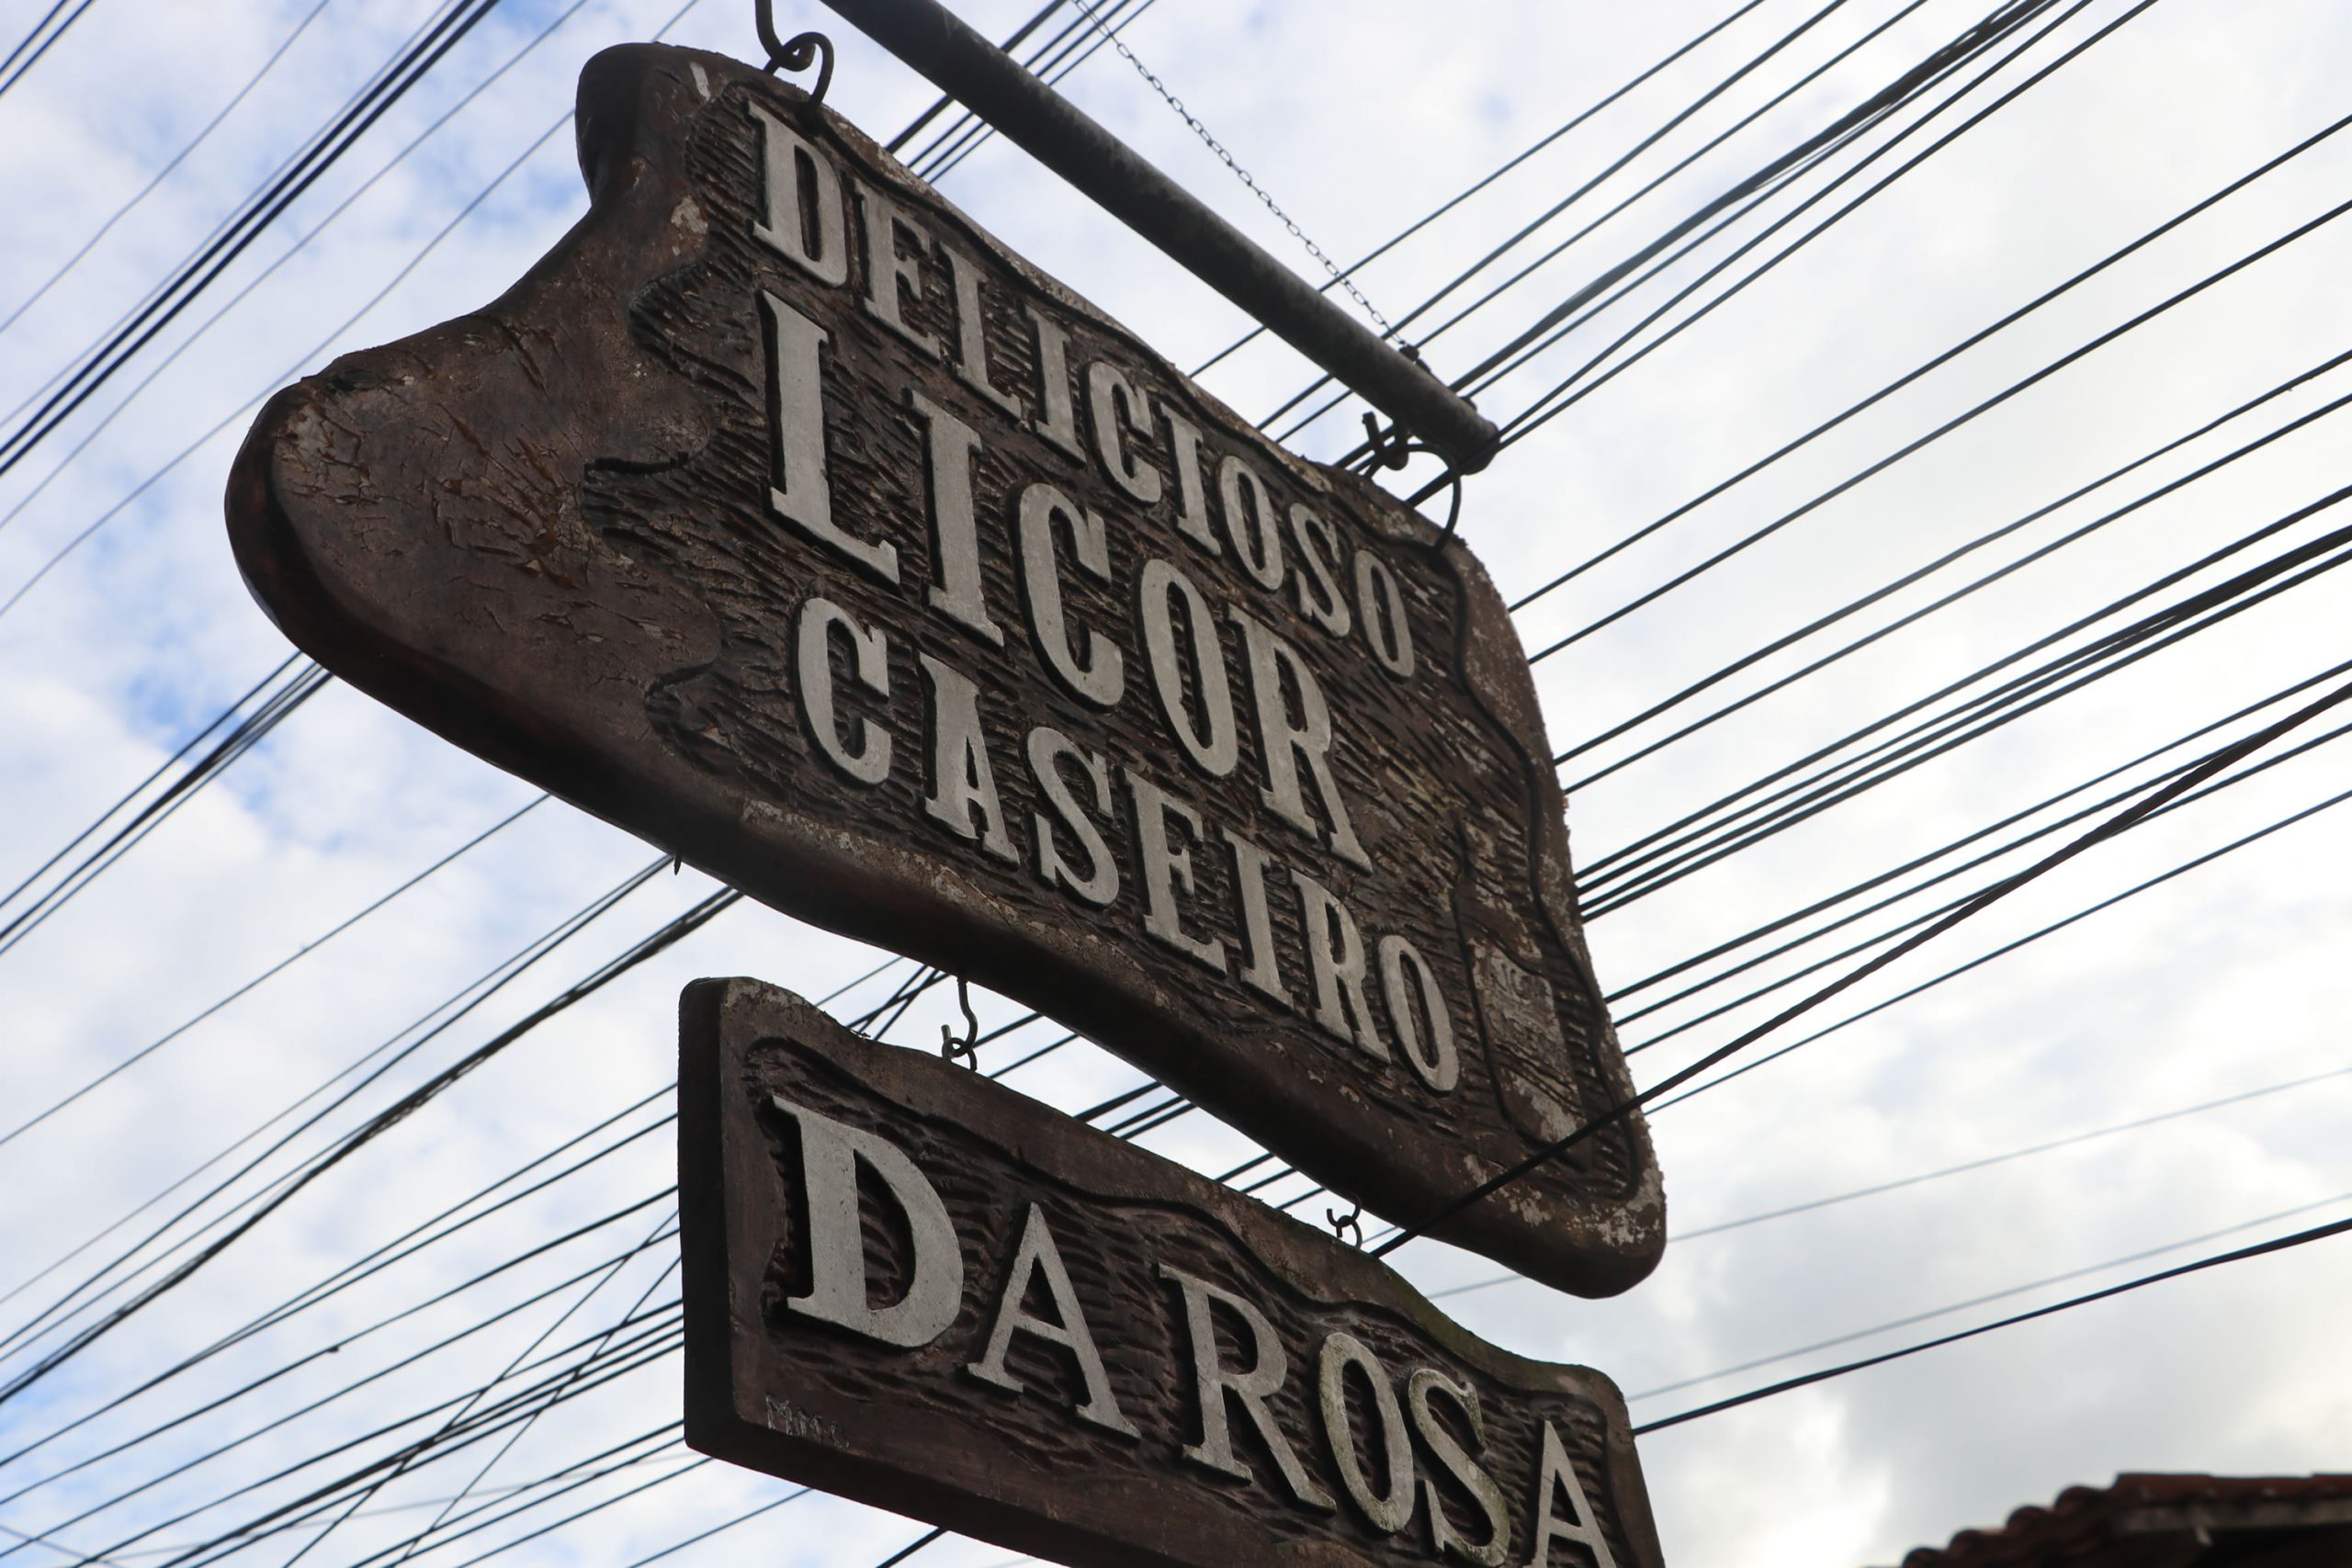 DELICIOSO
LICOR
CASEIRO
DA ROSA